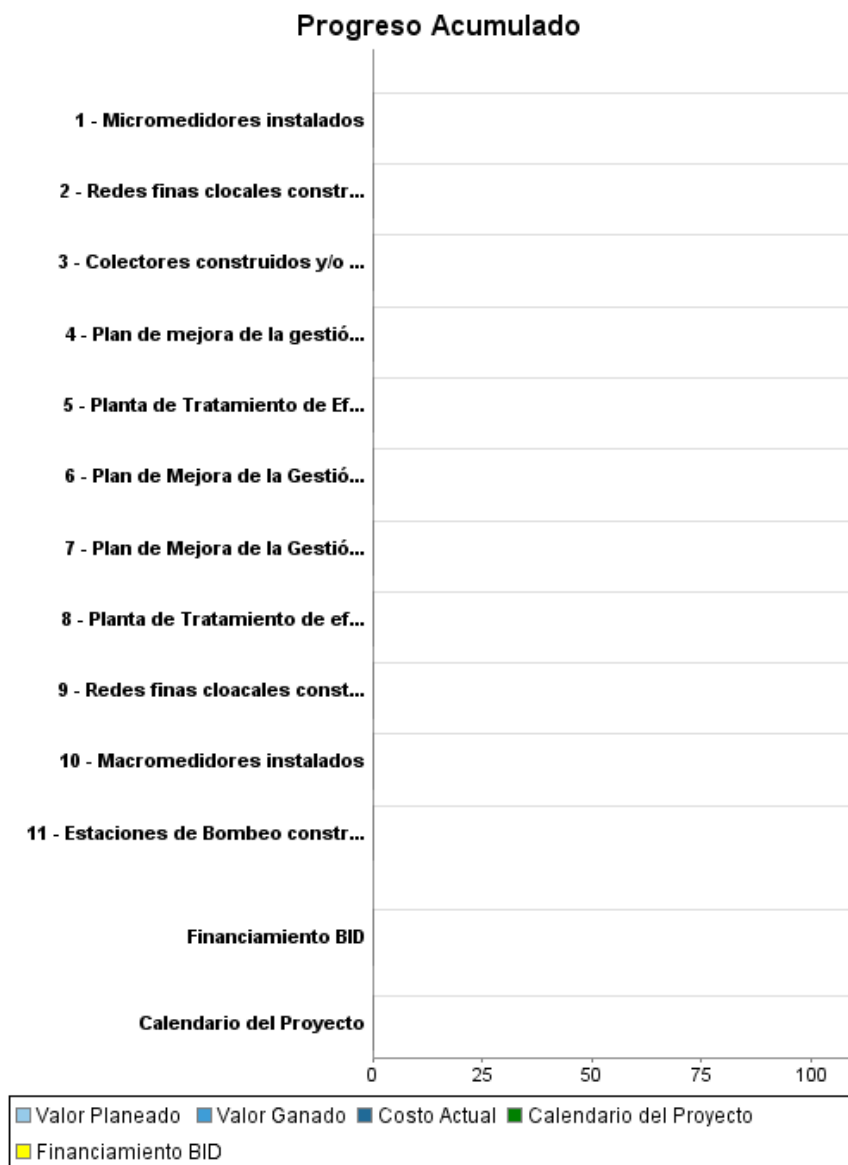 Progreso Acumulado
1 - Micromedidores instalados
2 - Redes finas clocales constr...
3 - Colectores construidos y/o ...
4 - Plan de mejora de la gestió...
5 - Planta de Tratamiento de Ef...
6 - Plan de Mejora de la Gestió...
7 - Plan de Mejora de la Gestió...
8 - Planta de Tratamiento de ef...
9 - Redes finas cloacales const...
10 - Macromedidores instalados
11 - Estaciones de Bombeo constr...
Financiamiento BID
Calendario del Proyecto
0 25 50 75 100
Valor Planeado Valor Ganado Costo Actual Calendario del Proyecto
Financiamiento BID